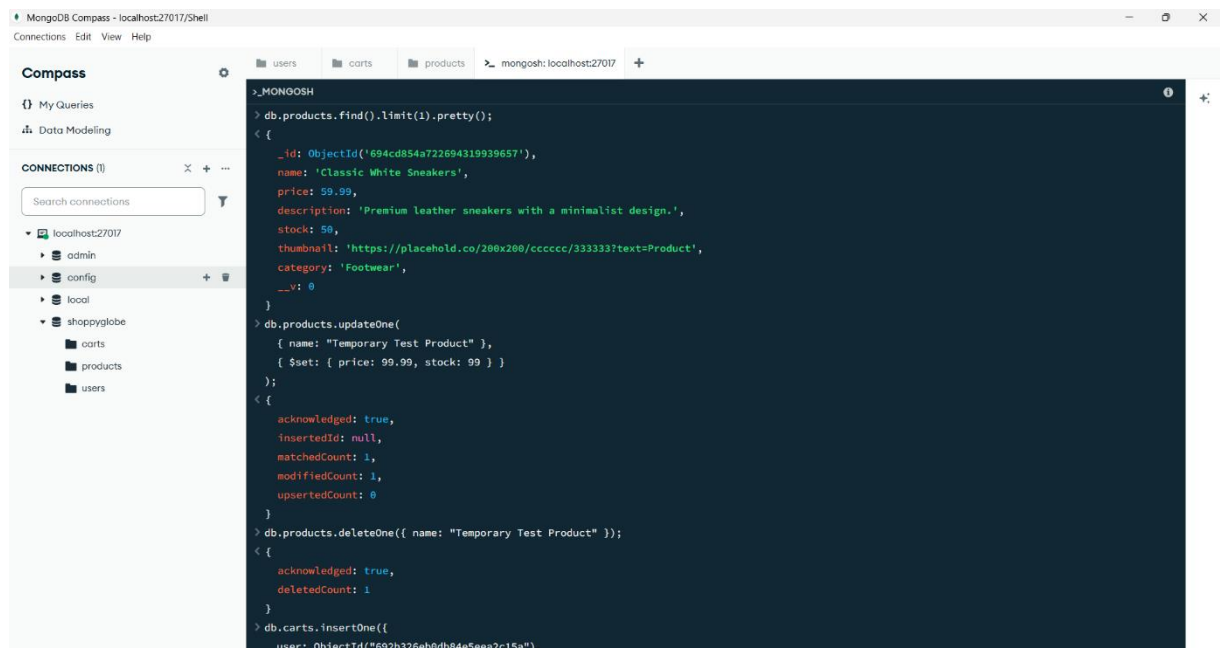 MongoDB Compass - localhost:27017/Shell
Connections Edit View Help
Compass
{} My Queries
Data Modeling
CONNECTIONS (1)
Search connections
localhost:27017
admin
config
local
shoppyglobe
carts
products
users
users carts products >_ mongosh: localhost:27017 +
>_MONGOSH
> db.products.find().limit(1).pretty();
< {
_id: ObjectId('694cd854a722694319939657'),
name: 'Classic White Sneakers',
price: 59.99,
description: 'Premium leather sneakers with a minimalist design.',
stock: 50,
thumbnail: 'https://placehold.co/200x200/cccccc/333333?text=Product',
category: 'Footwear',
__v: 0
}
> db.products.updateOne(
{ name: "Temporary Test Product" },
{ $set: { price: 99.99, stock: 99 } }
);
< {
acknowledged: true,
insertedId: null,
matchedCount: 1,
modifiedCount: 1,
upsertedCount: 0
}
> db.products.deleteOne({ name: "Temporary Test Product" });
< {
acknowledged: true,
deletedCount: 1
}
> db.carts.insertOne({
user: ObjectId("692b326eb0db84e5eea2c15a")